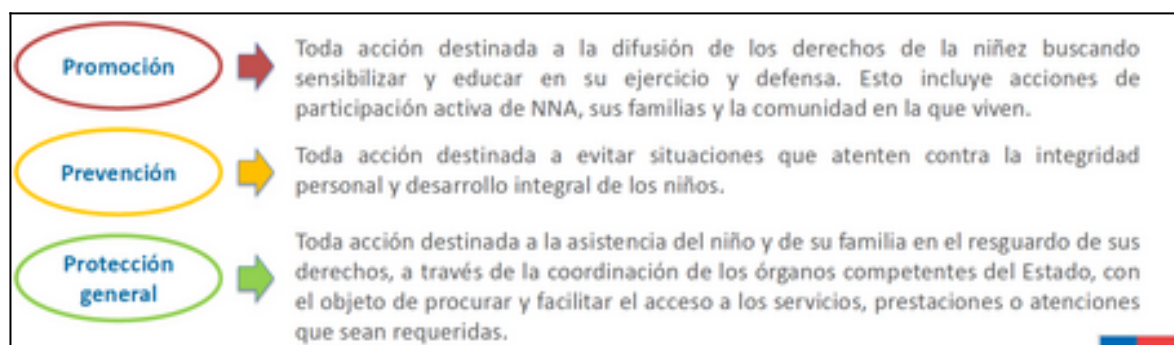 Promoción
Toda acción destinada a la difusión de los derechos de la niñez buscando
sensibilizar y educar en su ejercicio y defensa. Esto incluye acciones de
participación activa de NNA, sus familias y la comunidad en la que viven.
Prevención
Toda acción destinada a evitar situaciones que atenten contra la integridad
personal y desarrollo integral de los niños.
Protección
general
Toda acción destinada a la asistencia del niño y de su familia en el resguardo de sus
derechos, a través de la coordinación de los órganos competentes del Estado, con
el objeto de procurar y facilitar el acceso a los servicios, prestaciones o atenciones
que sean requeridas.